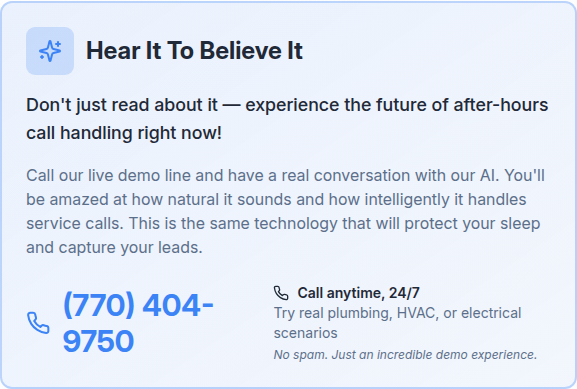 Hear It To Believe It
Don't just read about it — experience the future of after-hours
call handling right now!
Call our live demo line and have a real conversation with our AI. You'll
be amazed at how natural it sounds and how intelligently it handles
service calls. This is the same technology that will protect your sleep
and capture your leads.
(770) 404-
9750
Call anytime, 24/7
Try real plumbing, HVAC, or electrical
scenarios
No spam. Just an incredible demo experience.